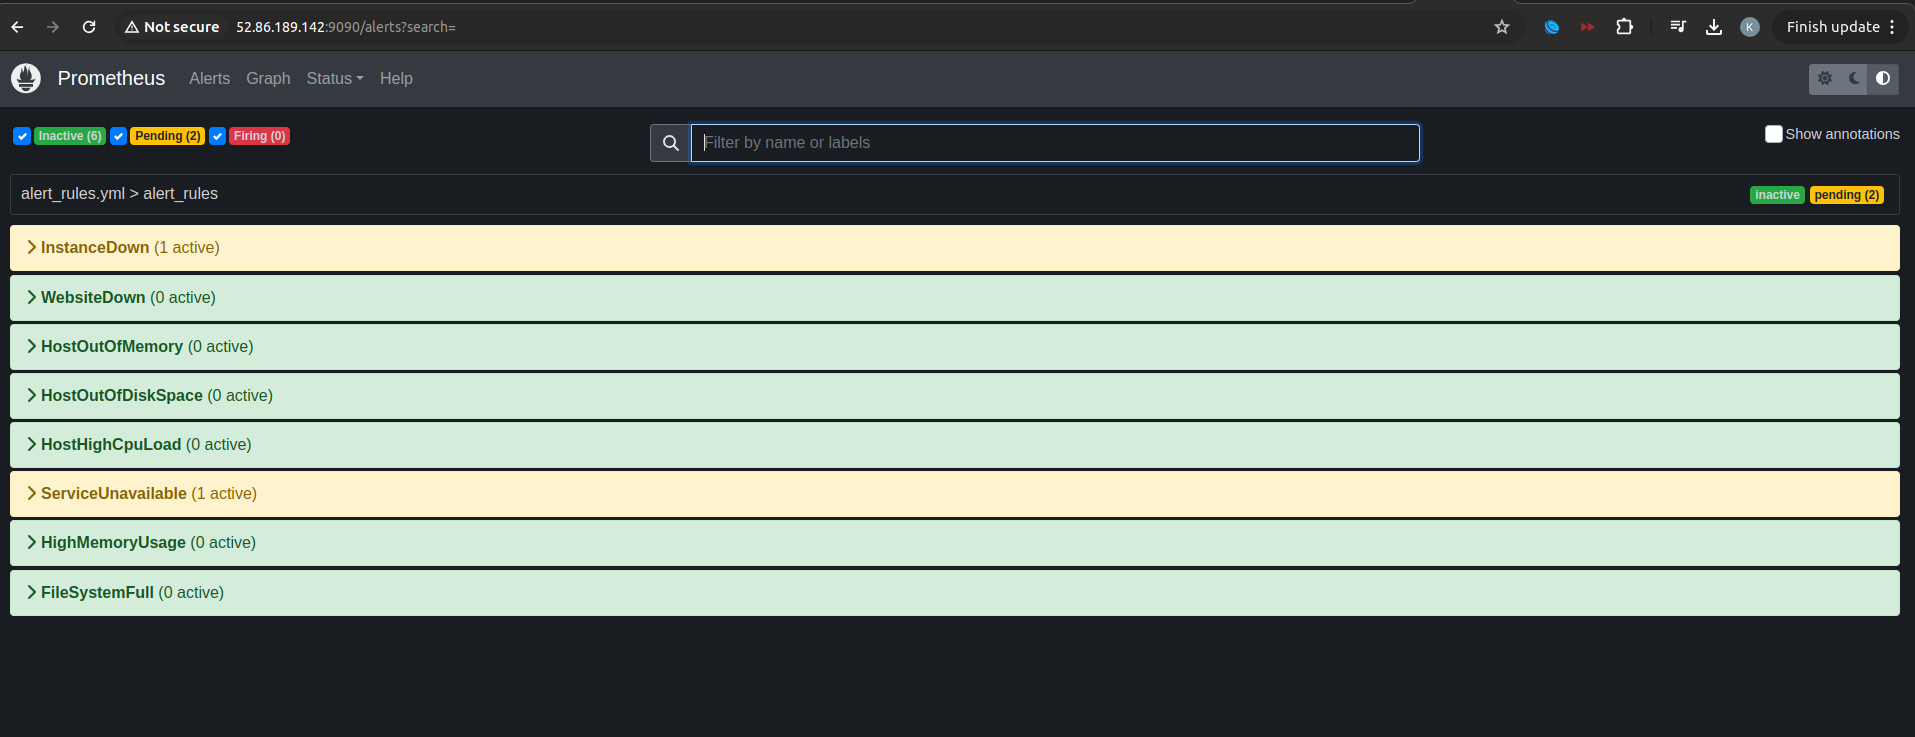 Not secure 52.86.189.142:9090/alerts?search= K Finish update
Prometheus Alerts Graph Status Help
Inactive (6) Pending (2) Firing (0) Filter by name or labels Show annotations
alert_rules.yml > alert_rules inactive pending (2)
InstanceDown (1 active)
WebsiteDown (0 active)
HostOutOfMemory (0 active)
HostOutOfDiskSpace (0 active)
HostHighCpuLoad (0 active)
ServiceUnavailable (1 active)
HighMemoryUsage (0 active)
FileSystemFull (0 active)